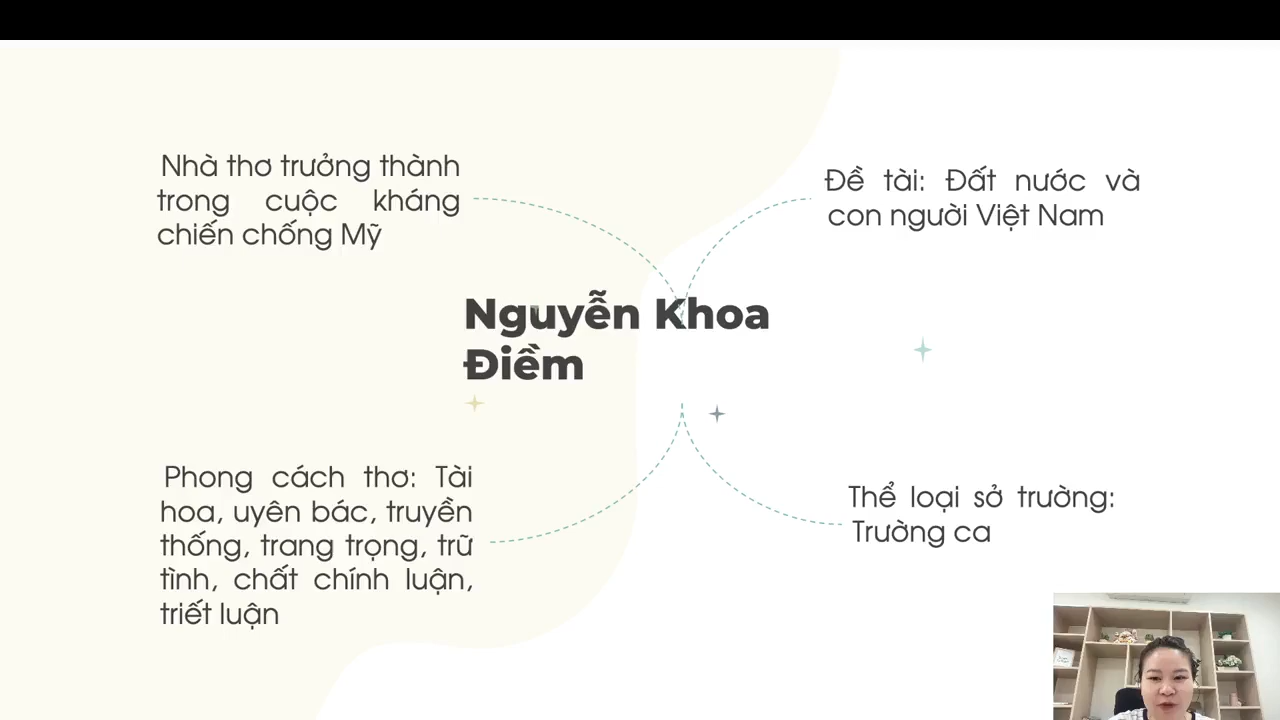 Nhà thơ trưởng thành
trong cuộc kháng
chiến chống Mỹ
Đề tài: Đất nước và
con người Việt Nam
Nguyễn Khoa
Điềm
Phong cách thơ: Tài
hoa, uyên bác, truyền
thống, trang trọng, trữ
tình, chất chính luận,
triết luận
Thể loại sở trường:
Trường ca